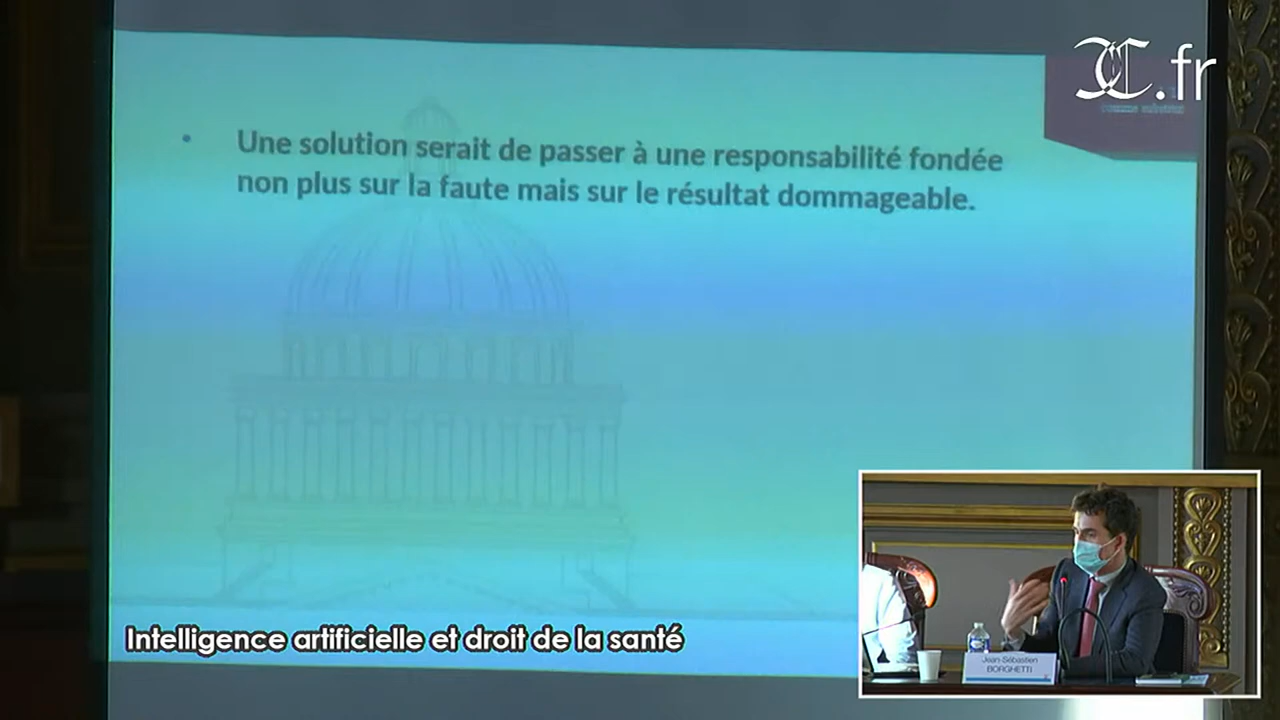 .fr
Une solution serait de passer à une responsabilité fondée
non plus sur la faute mais sur le résultat dommageable.
Intelligence artificielle et droit de la santé
Jean-Sébastien
BORGHETTI